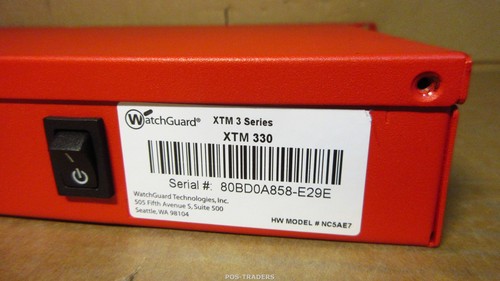 WatchGuard® XTM 3 Series
XTM 330
Serial #: 80BD0A858-E29E
WatchGuard Technologies, Inc.
505 Fifth Avenue S, Suite 500
Seattle, WA 98104
HW MODEL # NC5AE7
POS-TRADERS